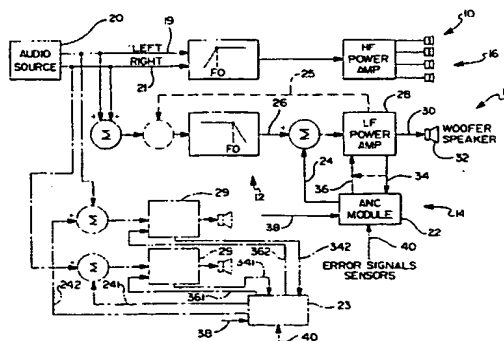 20
AUDIO SOURCE
19
LEFT
RIGHT
21
FO
HF POWER AMP
10
16
25
M
FO
26
M
28
LF POWER AMP
30
WOOFER SPEAKER
32
24
36
34
12
14
ANC MODULE
22
38
40
ERROR SIGNALS SENSORS
29
M
29
M
362
342
341
361
242
241
23
38
40